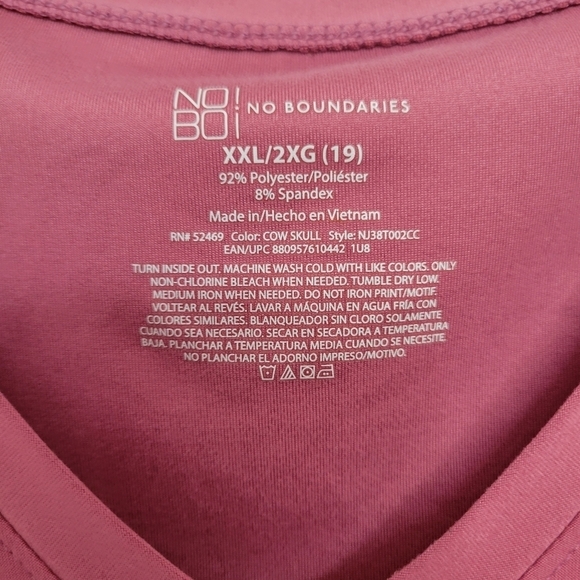 NO BO NO BOUNDARIES
XXL/2XG (19)
92% Polyester/Poliéster
8% Spandex
Made in/Hecho en Vietnam
RN# 52469 Color: COW SKULL Style: NJ38T002CC
EAN/UPC 880957610442 1U8
TURN INSIDE OUT. MACHINE WASH COLD WITH LIKE COLORS. ONLY
NON-CHLORINE BLEACH WHEN NEEDED. TUMBLE DRY LOW.
MEDIUM IRON WHEN NEEDED. DO NOT IRON PRINT/MOTIF
VOLTEAR AL REVÉS. LAVAR A MÁQUINA EN AGUA FRÍA CON
COLORES SIMILARES. BLANQUEADOR SIN CLORO SOLAMENTE
CUANDO SEA NECESARIO. SECAR EN SECADORA A TEMPERATURA
BAJA. PLANCHAR A TEMPERATURA MEDIA CUANDO SE NECESITE.
NO PLANCHAR EL ADORNO IMPRESO/MOTIVO.